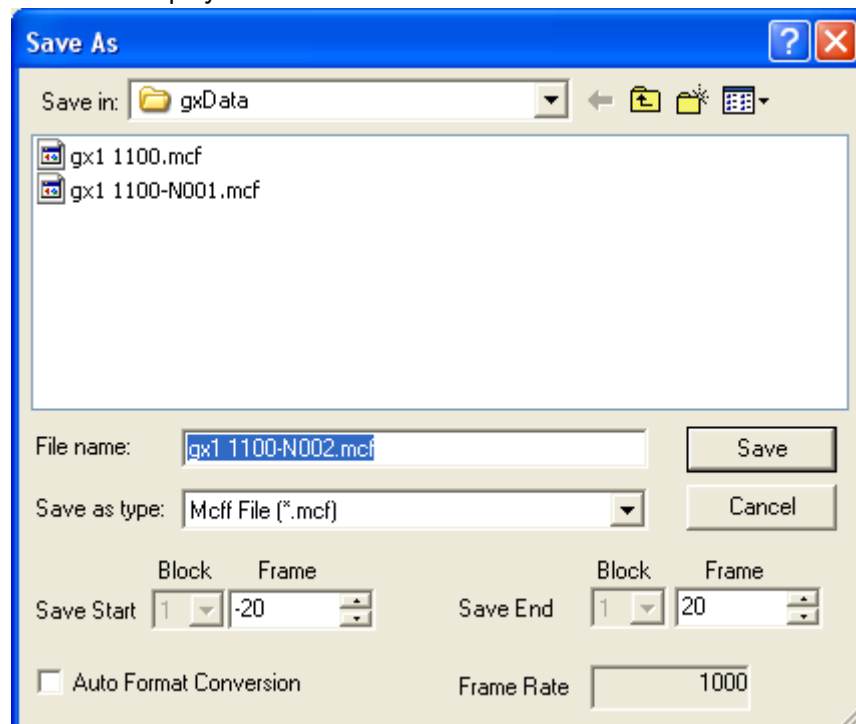 Save As
Save in: gxData
gx1 1100.mcf
gx1 1100-N001.mcf
File name: gx1 1100-N002.mcf Save
Save as type: Mcff File (*.mcf) Cancel
Block Frame Block Frame
Save Start 1 -20 Save End 1 20
Auto Format Conversion Frame Rate 1000